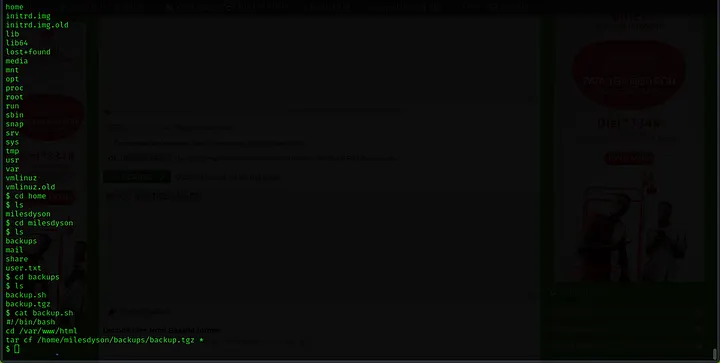 home
initrd.img
initrd.img.old
lib
lib64
lost+found
media
mnt
opt
proc
root
run
sbin
snap
srv
sys
tmp
usr
var
vmlinuz
vmlinuz.old
$ cd home
$ ls
milesdyson
$ cd milesdyson
$ ls
backups
mail
share
user.txt
$ cd backups
$ ls
backup.sh
backup.tgz
$ cat backup.sh
#!/bin/bash
cd /var/www/html
tar cf /home/milesdyson/backups/backup.tgz *
$